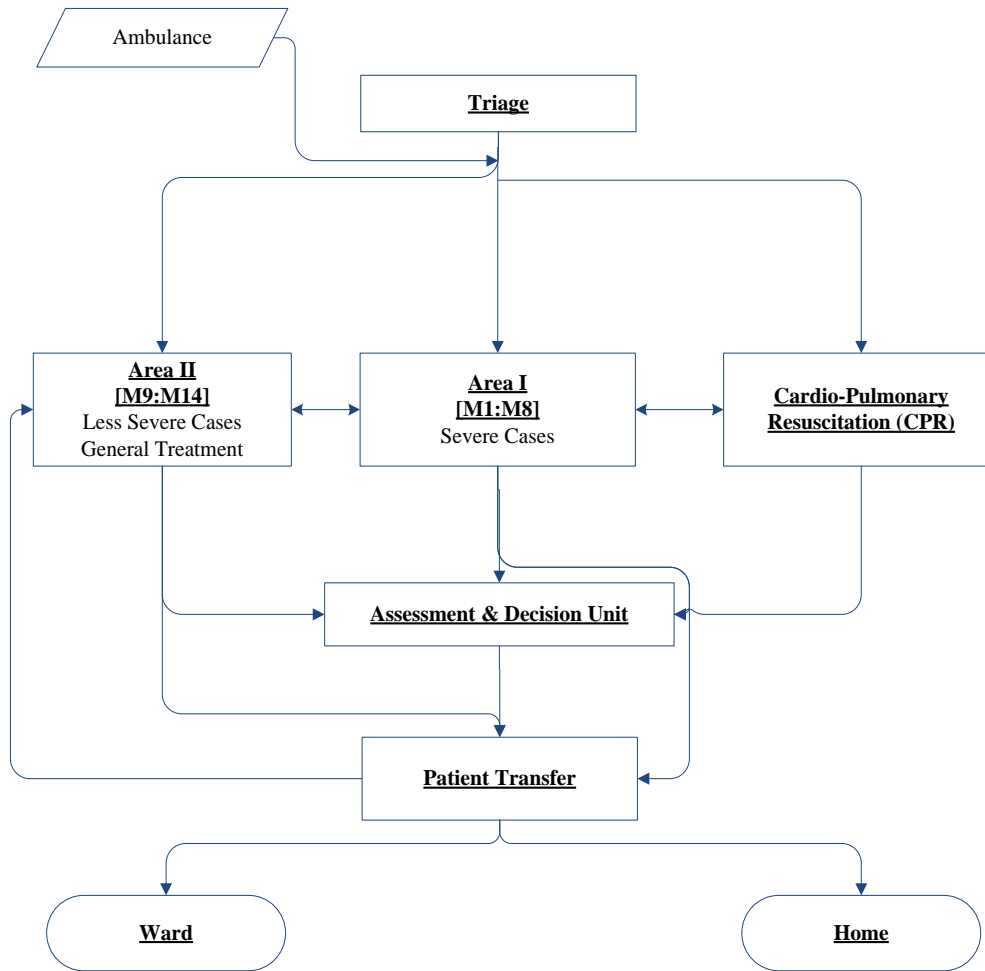 Ambulance
Triage
Area II
[M9:M14]
Less Severe Cases
General Treatment
Area I
[M1:M8]
Severe Cases
Cardio-Pulmonary
Resuscitation (CPR)
Assessment & Decision Unit
Patient Transfer
Ward
Home